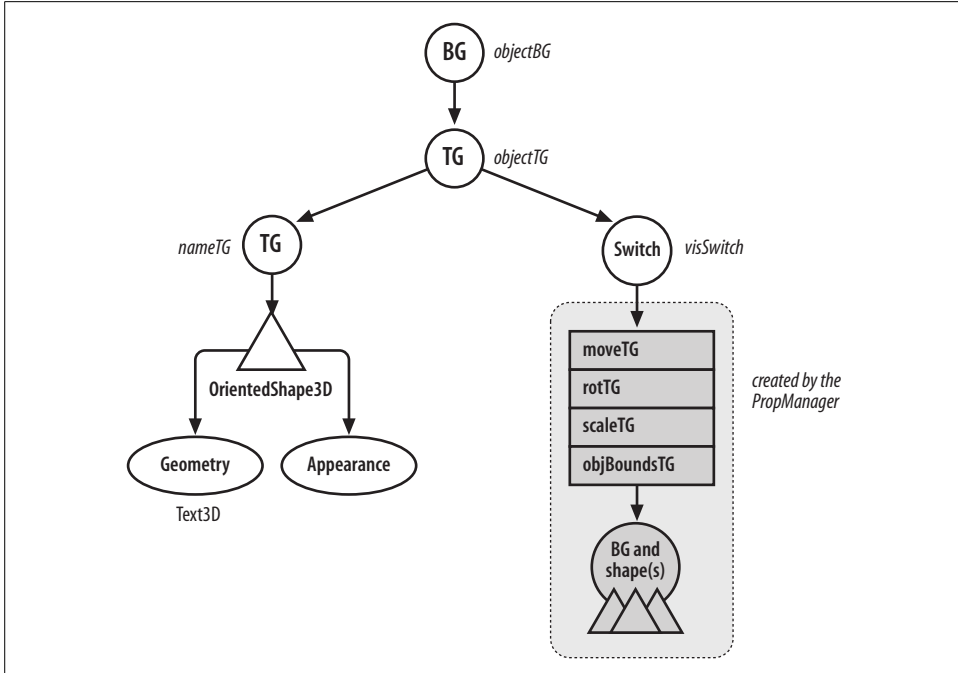 BG objectBG
TG objectTG
nameTG TG
Switch visSwitch
OrientedShape3D
Geometry
Appearance
Text3D
moveTG
rotTG
scaleTG
objBoundsTG
created by the
PropManager
BG and
shape(s)